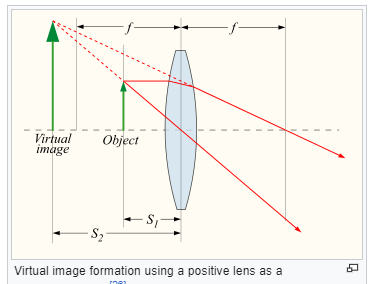 f
f
Virtual
image
Object
S1
S2
Virtual image formation using a positive lens as a